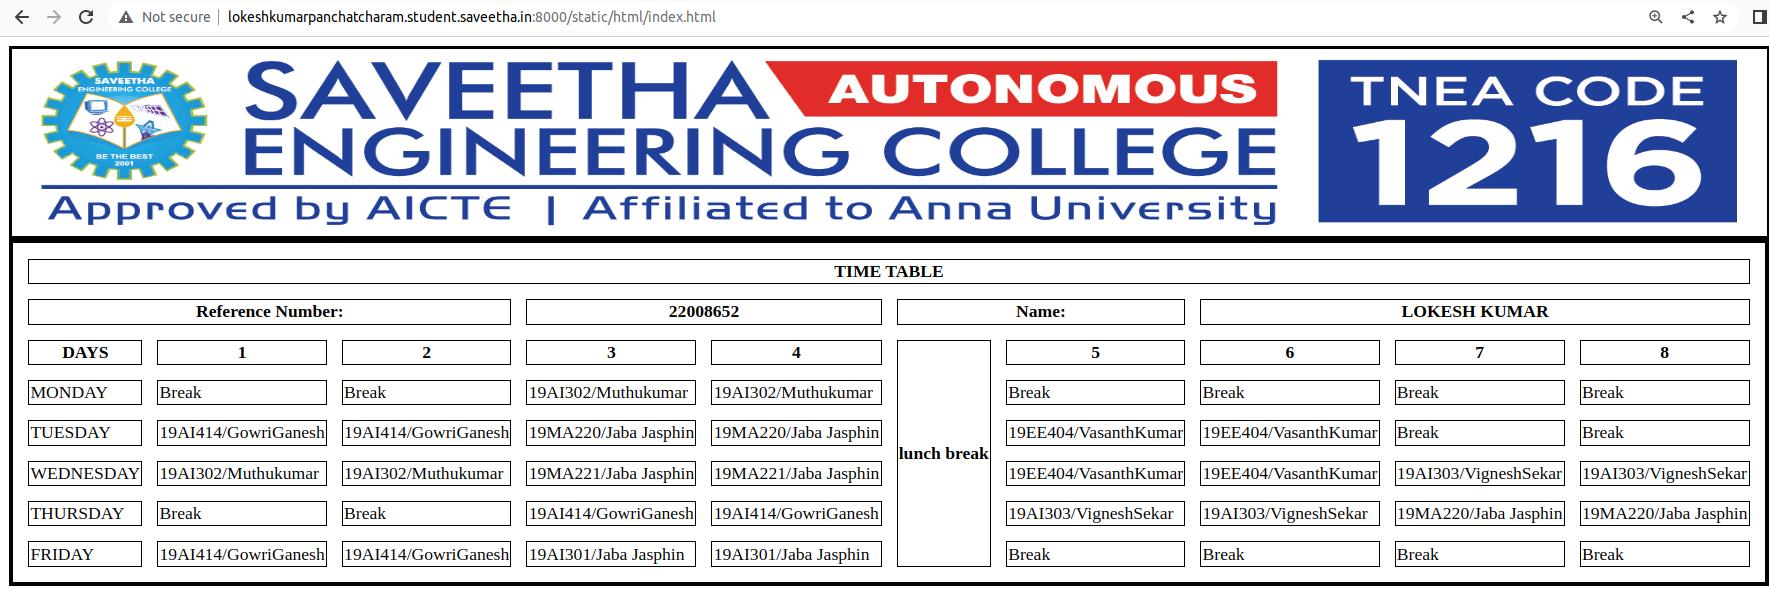 Not secure | lokeshkumarpanchatcharam.student.saveetha.in:8000/static/html/index.html
SAVEETHA
ENGINEERING COLLEGE
BE THE BEST
2001
SAVEETHA AUTONOMOUS
ENGINEERING COLLEGE
Approved by AICTE | Affiliated to Anna University
TNEA CODE
1216
TIME TABLE
Reference Number: 22008652 Name: LOKESH KUMAR
DAYS 1 2 3 4 5 6 7 8
MONDAY Break Break 19AI302/Muthukumar 19AI302/Muthukumar Break Break Break Break
TUESDAY 19AI414/GowriGanesh 19AI414/GowriGanesh 19MA220/Jaba Jasphin 19MA220/Jaba Jasphin 19EE404/VasanthKumar 19EE404/VasanthKumar Break Break
lunch break
WEDNESDAY 19AI302/Muthukumar 19AI302/Muthukumar 19MA221/Jaba Jasphin 19MA221/Jaba Jasphin 19EE404/VasanthKumar 19EE404/VasanthKumar 19AI303/VigneshSekar 19AI303/VigneshSekar
THURSDAY Break Break 19AI414/GowriGanesh 19AI414/GowriGanesh 19AI303/VigneshSekar 19AI303/VigneshSekar 19MA220/Jaba Jasphin 19MA220/Jaba Jasphin
FRIDAY 19AI414/GowriGanesh 19AI414/GowriGanesh 19AI301/Jaba Jasphin 19AI301/Jaba Jasphin Break Break Break Break